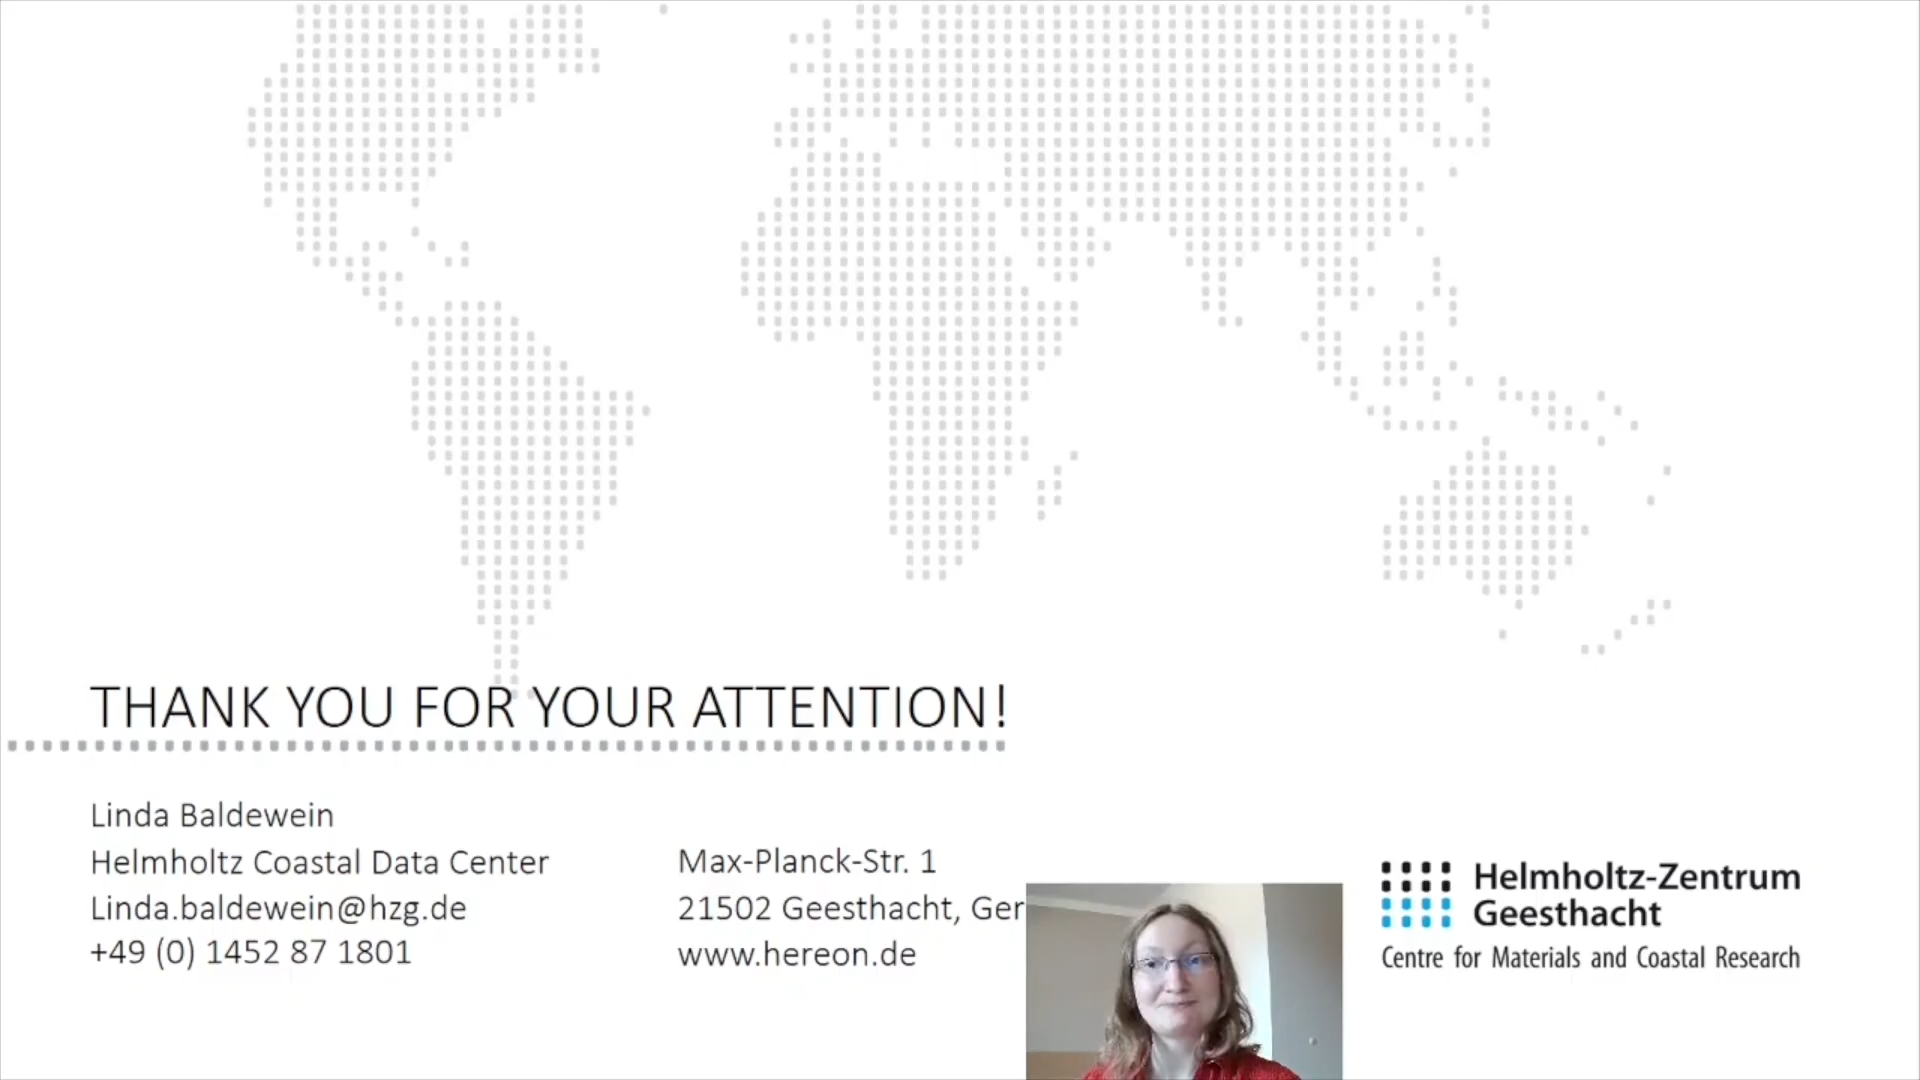 THANK YOU FOR YOUR ATTENTION!
Linda Baldewein
Helmholtz Coastal Data Center
Linda.baldewein@hzg.de
+49 (0) 1452 87 1801
Max-Planck-Str. 1
21502 Geesthacht, Ger
www.hereon.de
Helmholtz-Zentrum
Geesthacht
Centre for Materials and Coastal Research